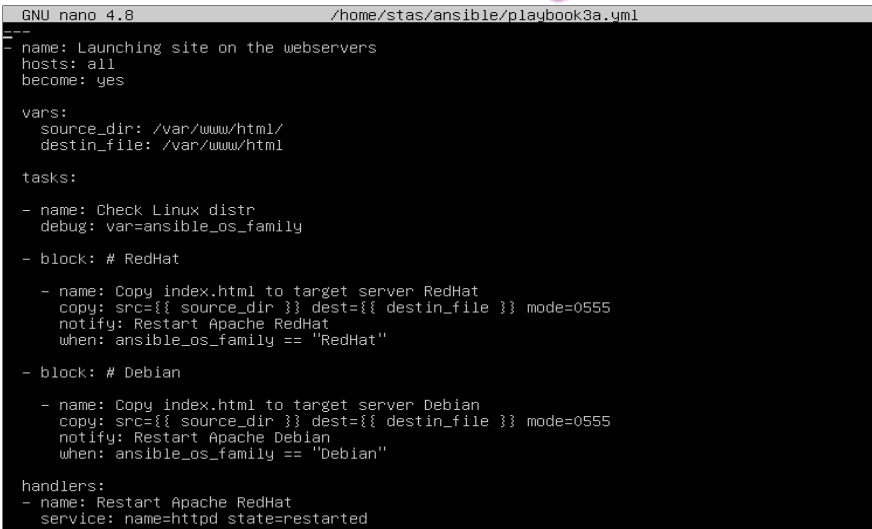 GNU nano 4.8 /home/stas/ansible/playbook3a.yml
---
- name: Launching site on the webservers
  hosts: all
  become: yes

  vars:
    source_dir: /var/www/html/
    destin_file: /var/www/html

  tasks:

  - name: Check Linux distr
    debug: var=ansible_os_family

  - block: # RedHat

    - name: Copy index.html to target server RedHat
      copy: src={{ source_dir }} dest={{ destin_file }} mode=0555
      notify: Restart Apache RedHat
      when: ansible_os_family == "RedHat"

  - block: # Debian

    - name: Copy index.html to target server Debian
      copy: src={{ source_dir }} dest={{ destin_file }} mode=0555
      notify: Restart Apache Debian
      when: ansible_os_family == "Debian"

  handlers:
  - name: Restart Apache RedHat
    service: name=httpd state=restarted